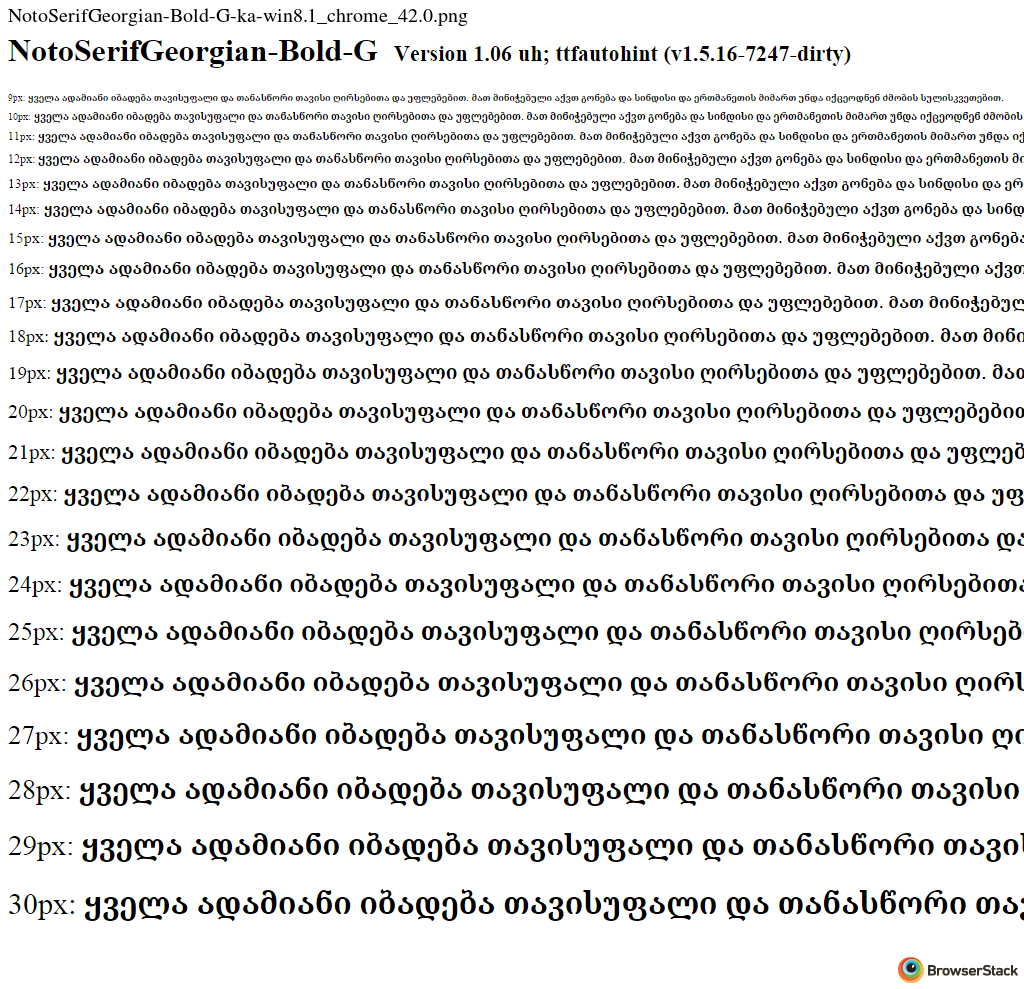 NotoSerifGeorgian-Bold-G-ka-win8.1_chrome_42.0.png
NotoSerifGeorgian-Bold-G Version 1.06 uh; ttfautohint (v1.5.16-7247-dirty)
9px: ყველა ადამიანი იბადება თავისუფალი და თანასწორი თავისი ღირსებითა და უფლებებით. მათ მინიჭებული აქვთ გონება და სინდისი და ერთმანეთის მიმართ უნდა იქცეოდნენ ძმობის სულისკვეთებით.
10px: ყველა ადამიანი იბადება თავისუფალი და თანასწორი თავისი ღირსებითა და უფლებებით. მათ მინიჭებული აქვთ გონება და სინდისი და ერთმანეთის მიმართ უნდა იქცეოდნენ ძმობის
11px: ყველა ადამიანი იბადება თავისუფალი და თანასწორი თავისი ღირსებითა და უფლებებით. მათ მინიჭებული აქვთ გონება და სინდისი და ერთმანეთის მიმართ უნდა იქ
12px: ყველა ადამიანი იბადება თავისუფალი და თანასწორი თავისი ღირსებითა და უფლებებით. მათ მინიჭებული აქვთ გონება და სინდისი და ერთმანეთის მი
13px: ყველა ადამიანი იბადება თავისუფალი და თანასწორი თავისი ღირსებითა და უფლებებით. მათ მინიჭებული აქვთ გონება და სინდისი და ერ
14px: ყველა ადამიანი იბადება თავისუფალი და თანასწორი თავისი ღირსებითა და უფლებებით. მათ მინიჭებული აქვთ გონება და სინდ
15px: ყველა ადამიანი იბადება თავისუფალი და თანასწორი თავისი ღირსებითა და უფლებებით. მათ მინიჭებული აქვთ გონება
16px: ყველა ადამიანი იბადება თავისუფალი და თანასწორი თავისი ღირსებითა და უფლებებით. მათ მინიჭებული აქვთ
17px: ყველა ადამიანი იბადება თავისუფალი და თანასწორი თავისი ღირსებითა და უფლებებით. მათ მინიჭებულ
18px: ყველა ადამიანი იბადება თავისუფალი და თანასწორი თავისი ღირსებითა და უფლებებით. მათ მინი
19px: ყველა ადამიანი იბადება თავისუფალი და თანასწორი თავისი ღირსებითა და უფლებებით. მათ
20px: ყველა ადამიანი იბადება თავისუფალი და თანასწორი თავისი ღირსებითა და უფლებებით
21px: ყველა ადამიანი იბადება თავისუფალი და თანასწორი თავისი ღირსებითა და უფლებ
22px: ყველა ადამიანი იბადება თავისუფალი და თანასწორი თავისი ღირსებითა და უფ
23px: ყველა ადამიანი იბადება თავისუფალი და თანასწორი თავისი ღირსებითა და
24px: ყველა ადამიანი იბადება თავისუფალი და თანასწორი თავისი ღირსებითა
25px: ყველა ადამიანი იბადება თავისუფალი და თანასწორი თავისი ღირსებ
26px: ყველა ადამიანი იბადება თავისუფალი და თანასწორი თავისი ღირს
27px: ყველა ადამიანი იბადება თავისუფალი და თანასწორი თავისი ღი
28px: ყველა ადამიანი იბადება თავისუფალი და თანასწორი თავისი
29px: ყველა ადამიანი იბადება თავისუფალი და თანასწორი თავი
30px: ყველა ადამიანი იბადება თავისუფალი და თანასწორი თა
BrowserStack